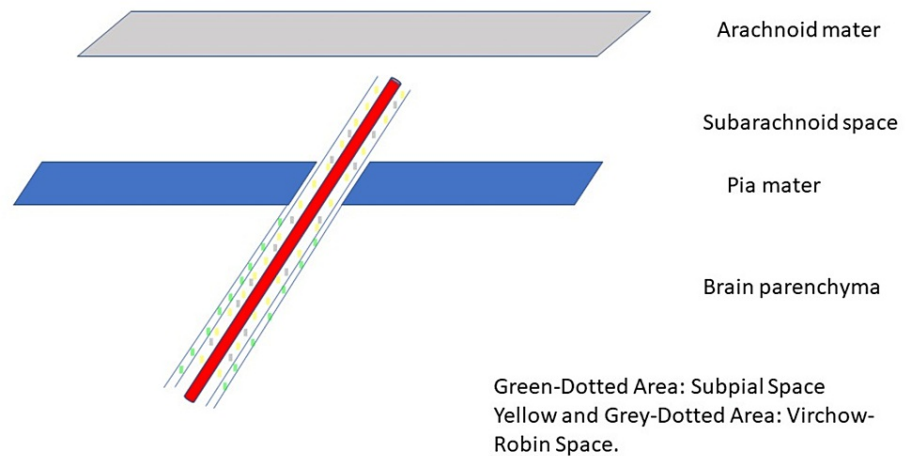 Arachnoid mater
Subarachnoid space
Pia mater
Brain parenchyma
Green-Dotted Area: Subpial Space
Yellow and Grey-Dotted Area: Virchow-
Robin Space.